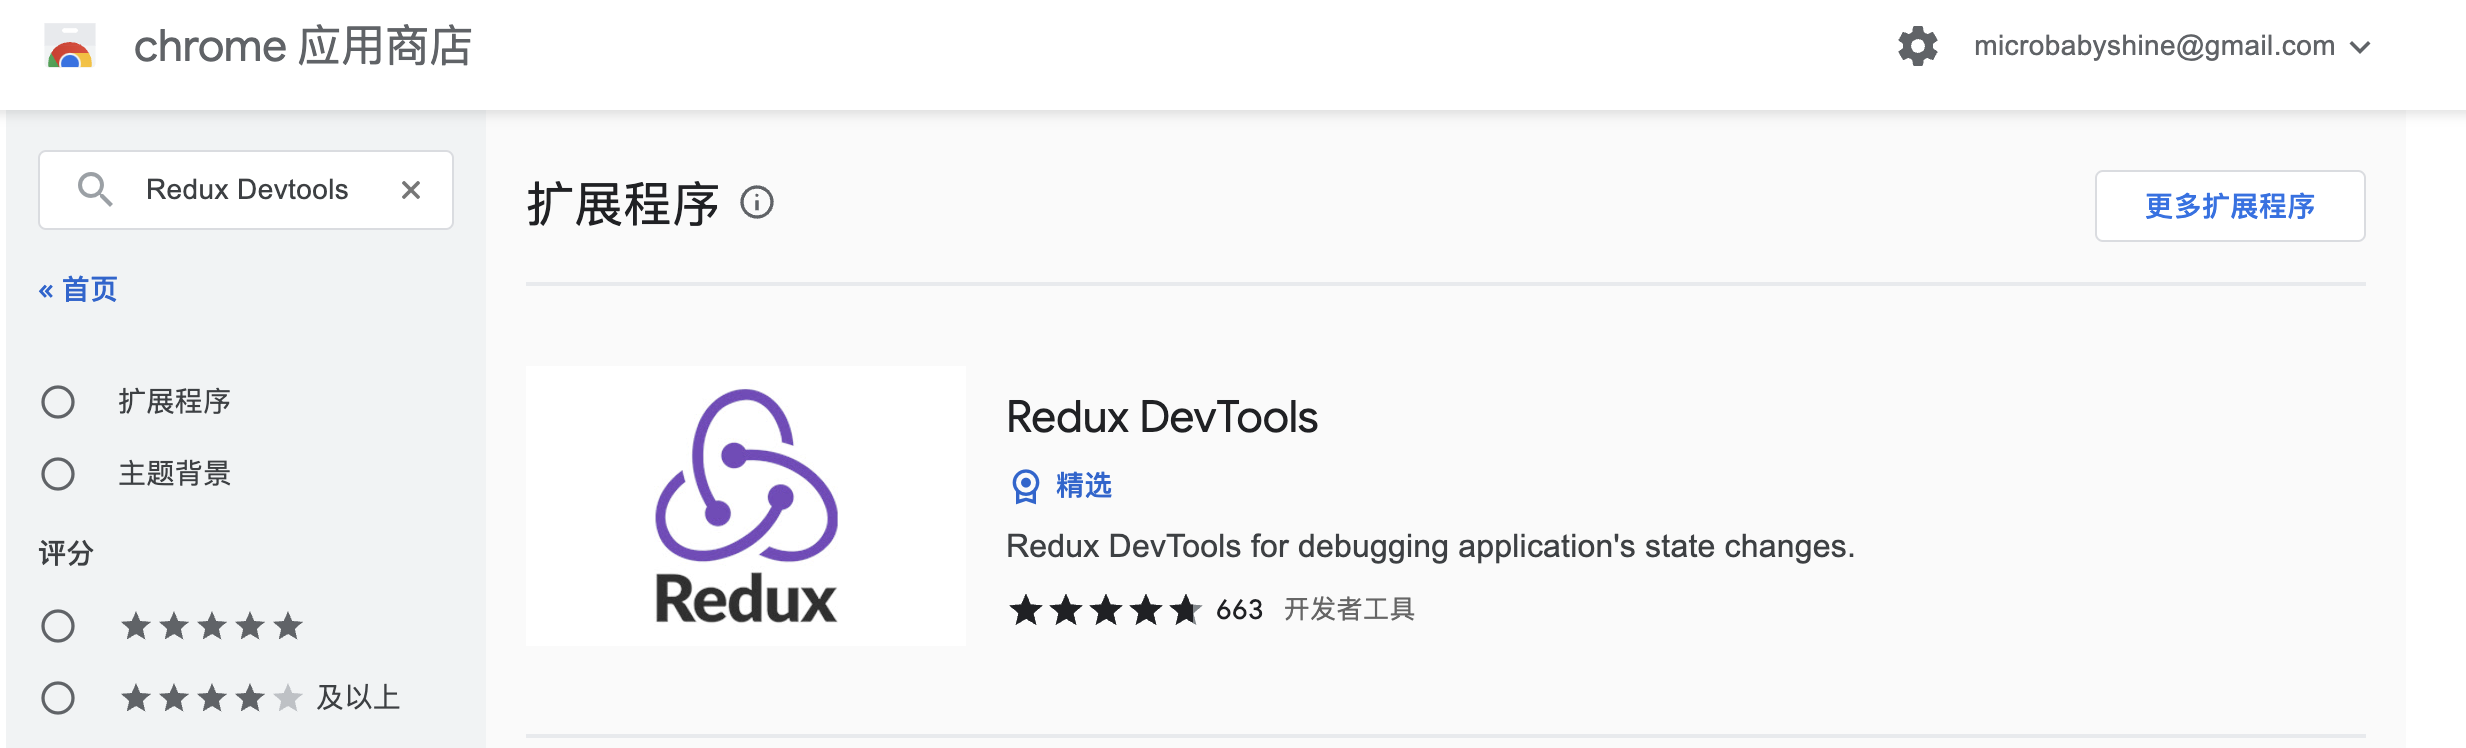 chrome 应用商店
microbabyshine@gmail.com
Redux Devtools
« 首页
扩展程序
主题背景
评分
及以上
扩展程序
更多扩展程序
Redux
Redux DevTools
精选
Redux DevTools for debugging application's state changes.
663 开发者工具